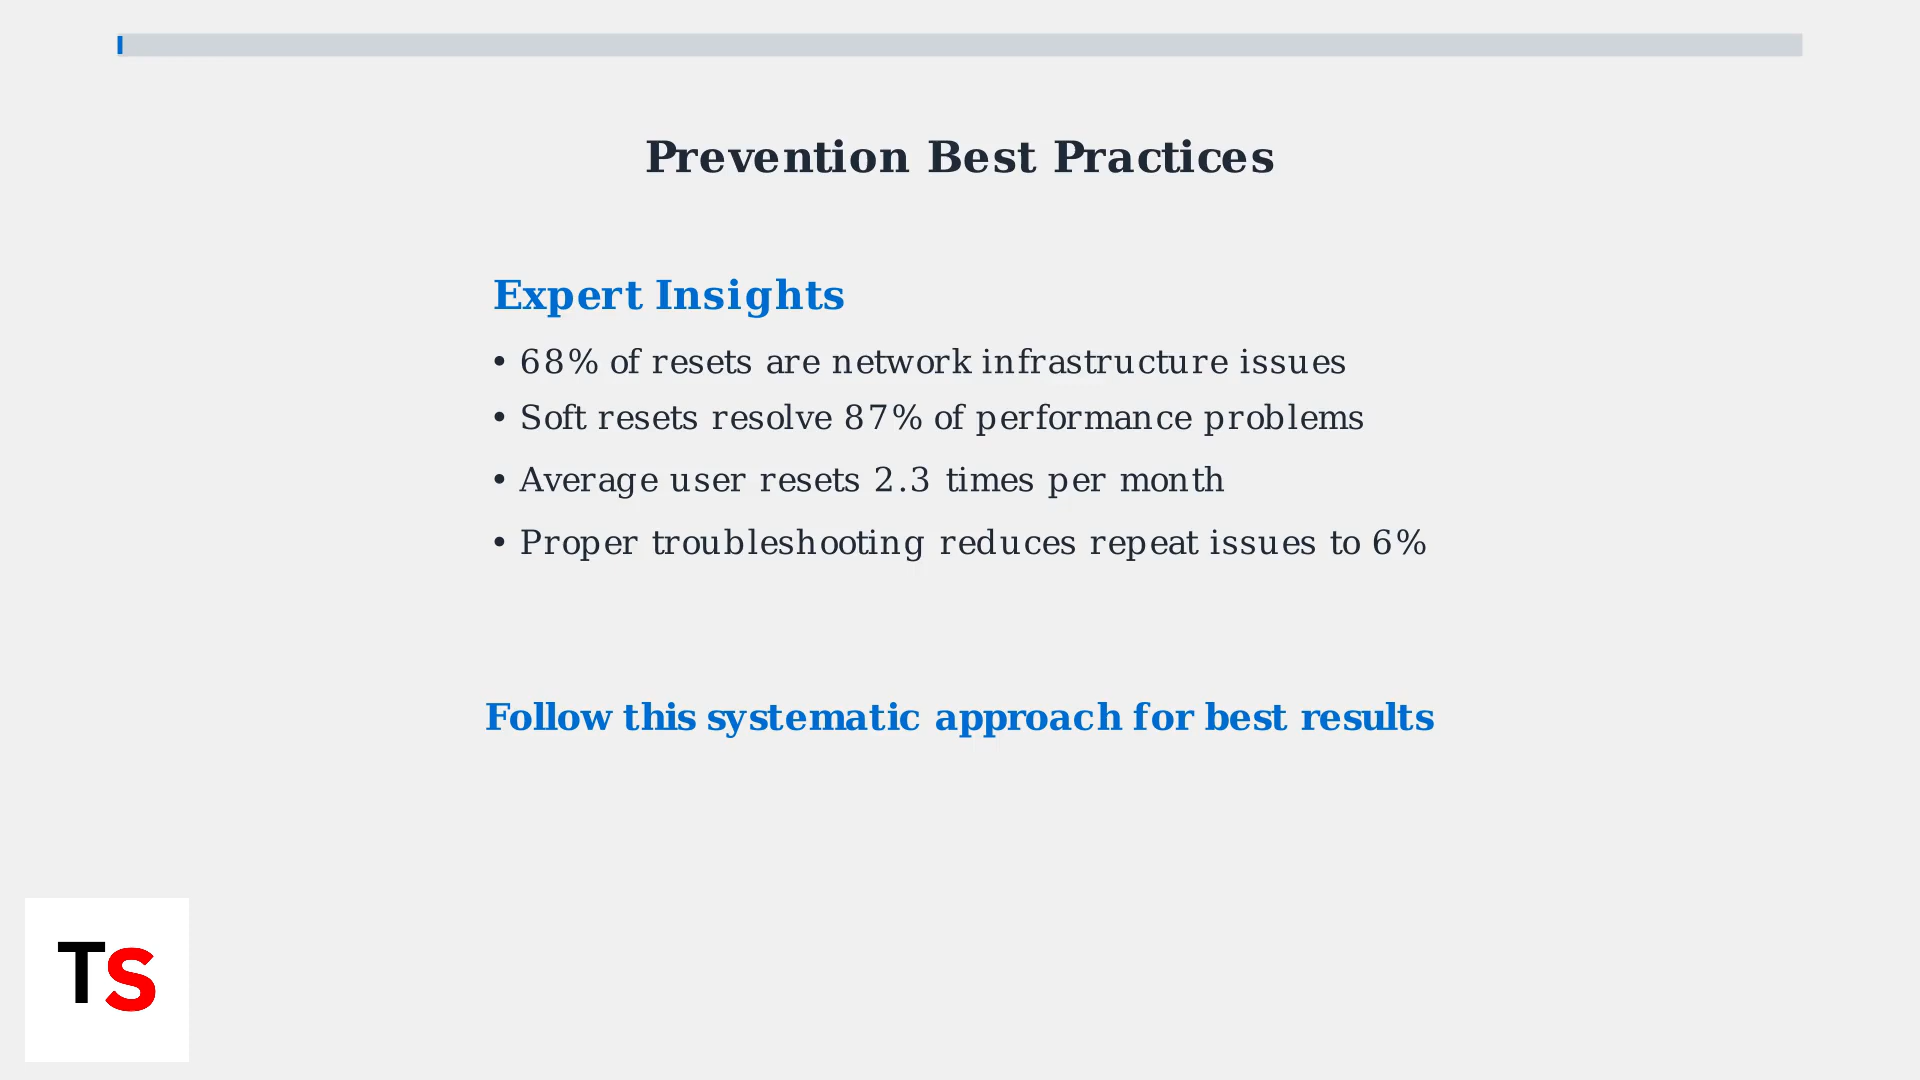 Prevention Best Practices
Expert Insights
• 68% of resets are network infrastructure issues
• Soft resets resolve 87% of performance problems
• Average user resets 2.3 times per month
• Proper troubleshooting reduces repeat issues to 6%
Follow this systematic approach for best results
TS